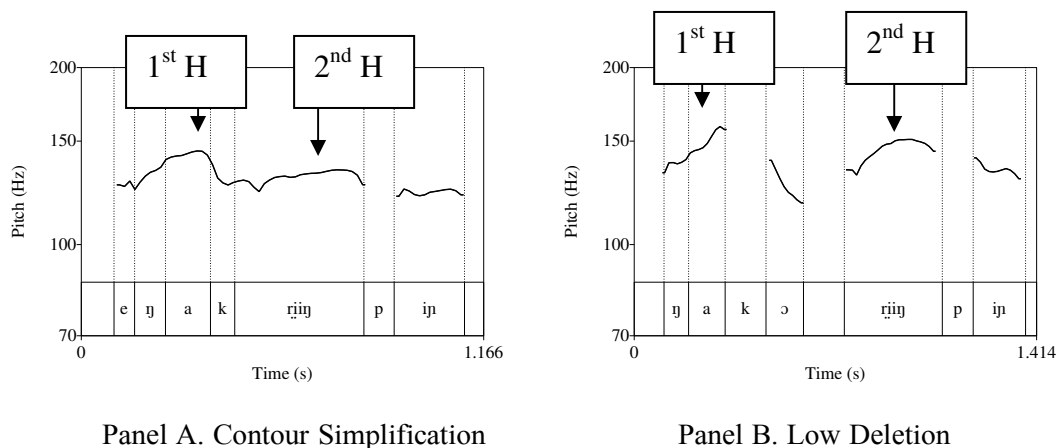 1st H
2nd H
200
150
100
70
Pitch (Hz)
e ŋ a k r̤iiŋ p iɲ
0
1.166
Time (s)
Panel A. Contour Simplification
1st H
2nd H
200
150
100
70
Pitch (Hz)
ŋ a k ɔ r̤iiŋ p iɲ
0
1.414
Time (s)
Panel B. Low Deletion